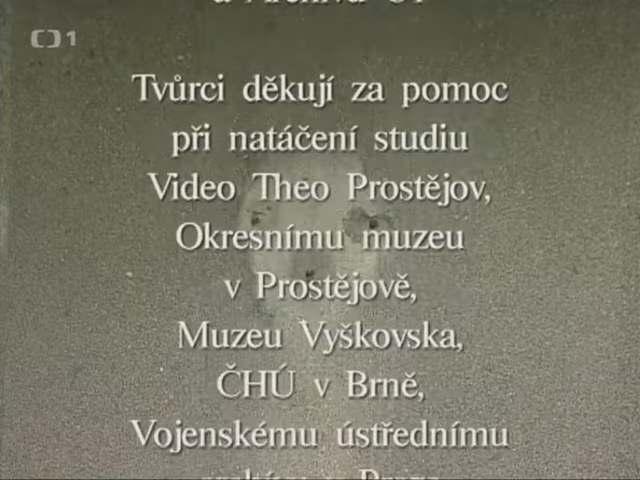 1
Tvůrci děkují za pomoc
při natáčení studiu
Video Theo Prostějov,
Okresnímu muzeu
v Prostějově,
Muzeu Vyškovska,
ČHÚ v Brně,
Vojenskému ústřednímu